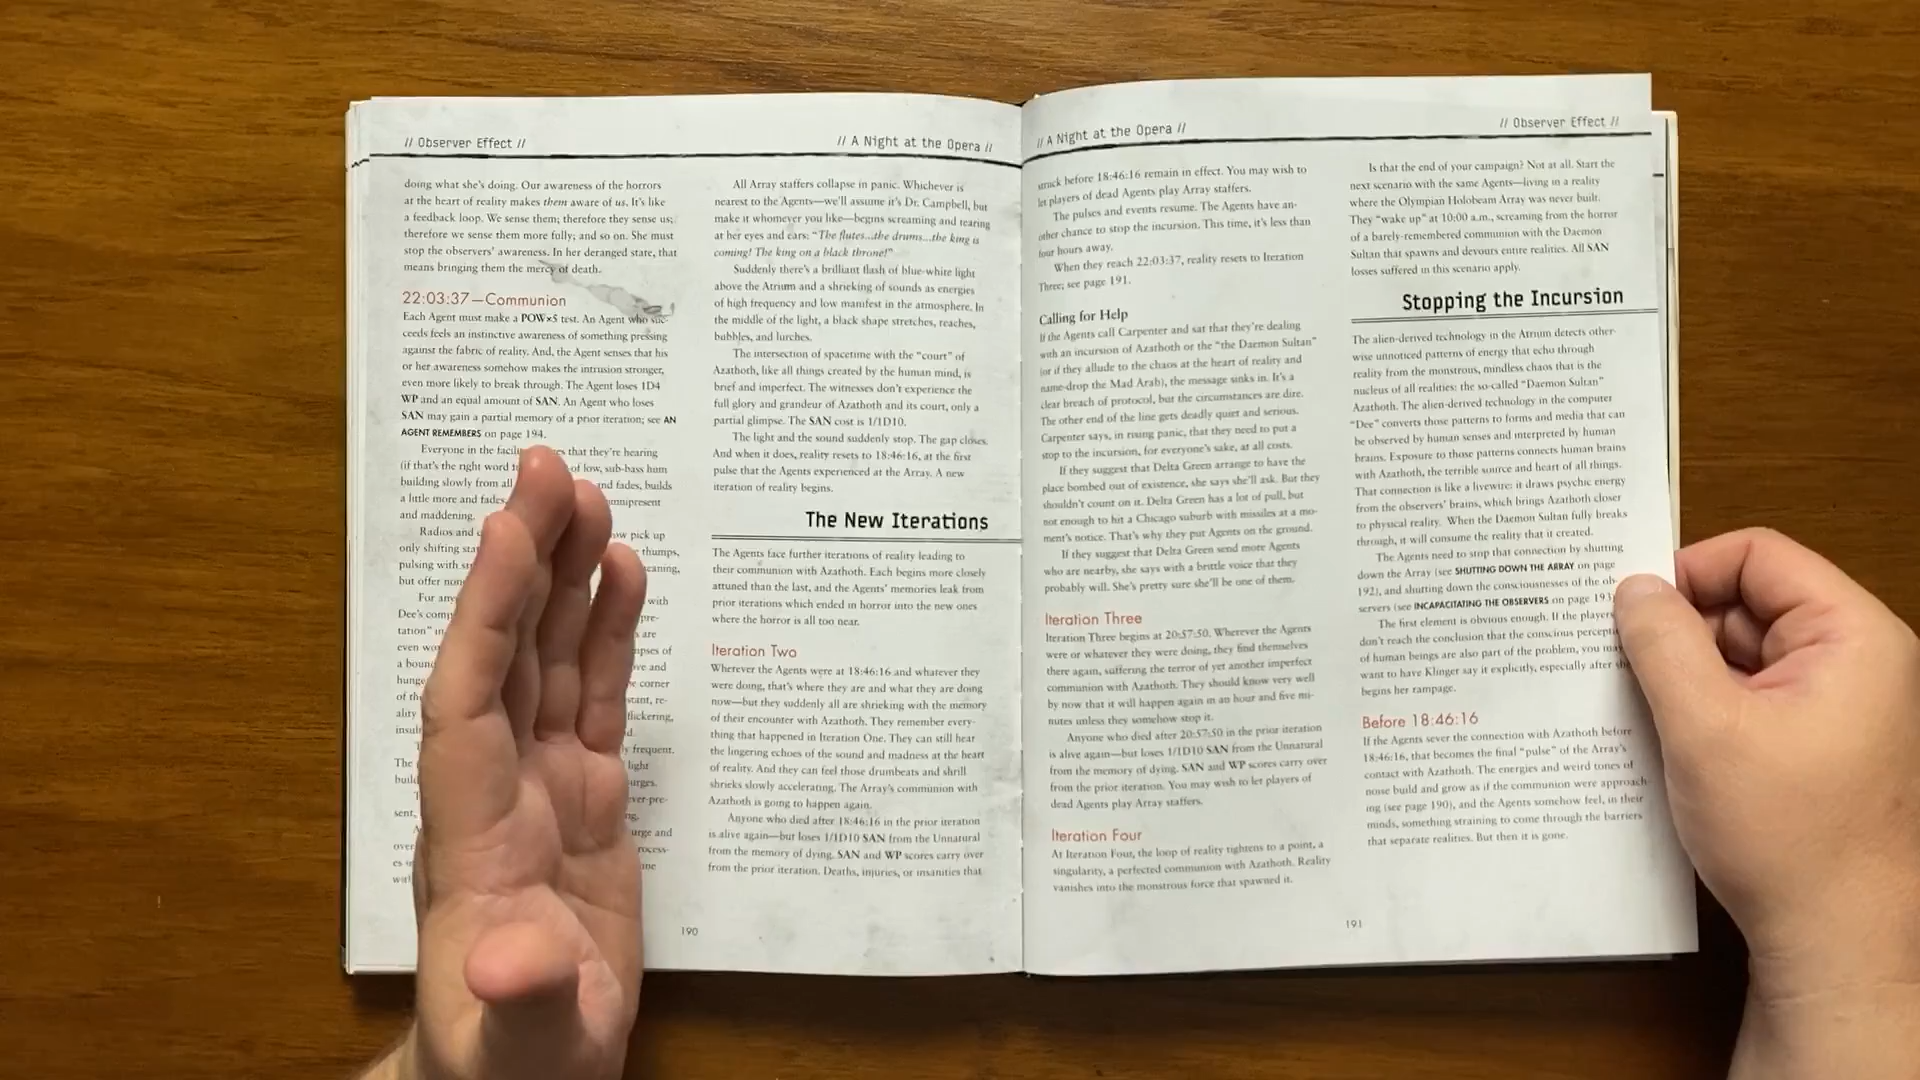 // Observer Effect //
// A Night at the Opera //
doing what she's doing. Our awareness of the horrors
at the heart of reality makes them aware of us. It's like
a feedback loop. We sense them; therefore they sense us;
therefore we sense them more fully; and so on. She must
stop the observers' awareness. In her deranged state, that
means bringing them the mercy of death.
22:03:37—Communion
Each Agent must make a POW×5 test. An Agent who suc-
ceeds feels an instinctive awareness of something pressing
against the fabric of reality. And, the Agent senses that his
or her awareness somehow makes the intrusion stronger,
even more likely to break through. The Agent loses 1D4
WP and an equal amount of SAN. An Agent who loses
SAN may gain a partial memory of a prior iteration; see AN
AGENT REMEMBERS on page 194.
Everyone in the that they're hearing
(if that's the right word of low, sub-bass hum
building slowly from all and fades, builds
a little more and fades, omnipresent
and maddening.
Radios and pick up
only shifting thumps,
pulsing with
but offer
For with
Dee's
even are
a of
of the corner
flickering,
frequent.
The light
urge and
All Array staffers collapse in panic. Whichever is
nearest to the Agents—we'll assume it's Dr. Campbell, but
make it whomever you like—begins screaming and tearing
at her eyes and ears: "The flutes...the drums...the king is
coming! The king on a black throne!"
Suddenly there's a brilliant flash of blue-white light
above the Atrium and a shrieking of sounds as energies
of high frequency and low manifest in the atmosphere. In
the middle of the light, a black shape stretches, reaches,
bubbles, and lurches.
The intersection of spacetime with the "court" of
Azathoth, like all things created by the human mind, is
brief and imperfect. The witnesses don't experience the
full glory and grandeur of Azathoth and its court, only a
partial glimpse. The SAN cost is 1/1D10.
The light and the sound suddenly stop. The gap closes.
And when it does, reality resets to 18:46:16, at the first
pulse that the Agents experienced at the Array. A new
iteration of reality begins.
The New Iterations
The Agents face further iterations of reality leading to
their communion with Azathoth. Each begins more closely
attuned than the last, and the Agents' memories leak from
prior iterations which ended in horror into the new ones
where the horror is all too near.
Iteration Two
Wherever the Agents were at 18:46:16 and whatever they
were doing, that's where they are and what they are doing
now—but they suddenly all are shrieking with the memory
of their encounter with Azathoth. They remember every-
thing that happened in Iteration One. They can still hear
the lingering echoes of the sound and madness at the heart
of reality. And they can feel those drumbeats and shrill
shrieks slowly accelerating. The Array's communion with
Azathoth is going to happen again.
Anyone who died after 18:46:16 in the prior iteration
is alive again—but loses 1/1D10 SAN from the Unnatural
from the memory of dying. SAN and WP scores carry over
from the prior iteration. Deaths, injuries, or insanities that
190
// A Night at the Opera //
// Observer Effect //
struck before 18:46:16 remain in effect. You may wish to
let players of dead Agents play Array staffers.
The pulses and events resume. The Agents have an-
other chance to stop the incursion. This time, it's less than
four hours away.
When they reach 22:03:37, reality resets to Iteration
Three; see page 191.
Calling for Help
If the Agents call Carpenter and sat that they're dealing
with an incursion of Azathoth or the "the Daemon Sultan"
(or if they allude to the chaos at the heart of reality and
name-drop the Mad Arab), the message sinks in. It's a
clear breach of protocol, but the circumstances are dire.
The other end of the line gets deadly quiet and serious.
Carpenter says, in rising panic, that they need to put a
stop to the incursion, for everyone's sake, at all costs.
If they suggest that Delta Green arrange to have the
place bombed out of existence, she says she'll ask. But they
shouldn't count on it. Delta Green has a lot of pull, but
not enough to hit a Chicago suburb with missiles at a mo-
ment's notice. That's why they put Agents on the ground.
If they suggest that Delta Green send more Agents
who are nearby, she says with a brittle voice that they
probably will. She's pretty sure she'll be one of them.
Iteration Three
Iteration Three begins at 20:57:50. Wherever the Agents
were or whatever they were doing, they find themselves
there again, suffering the terror of yet another imperfect
communion with Azathoth. They should know very well
by now that it will happen again in an hour and five mi-
nutes unless they somehow stop it.
Anyone who died after 20:57:50 in the prior iteration
is alive again—but loses 1/1D10 SAN from the Unnatural
from the memory of dying. SAN and WP scores carry over
from the prior iteration. You may wish to let players of
dead Agents play Array staffers.
Iteration Four
At Iteration Four, the loop of reality tightens to a point, a
singularity, a perfected communion with Azathoth. Reality
vanishes into the monstrous force that spawned it.
Is that the end of your campaign? Not at all. Start the
next scenario with the same Agents—living in a reality
where the Olympian Holobeam Array was never built.
They "wake up" at 10:00 a.m., screaming from the horror
of a barely-remembered communion with the Daemon
Sultan that spawns and devours entire realities. All SAN
losses suffered in this scenario apply.
Stopping the Incursion
The alien-derived technology in the Atrium detects other-
wise unnoticed patterns of energy that echo through
reality from the monstrous, mindless chaos that is the
nucleus of all realities: the so-called "Daemon Sultan"
Azathoth. The alien-derived technology in the computer
"Dee" converts those patterns to forms and media that can
be observed by human senses and interpreted by human
brains. Exposure to those patterns connects human brains
with Azathoth, the terrible source and heart of all things.
That connection is like a livewire: it draws psychic energy
from the observers' brains, which brings Azathoth closer
to physical reality. When the Daemon Sultan fully breaks
through, it will consume the reality that it created.
The Agents need to stop that connection by shutting
down the Array (see SHUTTING DOWN THE ARRAY on page
192), and shutting down the consciousnesses of the ob-
servers (see INCAPACITATING THE OBSERVERS on page 193)
The first element is obvious enough. If the players
don't reach the conclusion that the conscious
of human beings are also part of the problem, you may
want to have Klinger say it explicitly, especially after
begins her rampage.
Before 18:46:16
If the Agents sever the connection with Azathoth before
18:46:16, that becomes the final "pulse" of the Array's
contact with Azathoth. The energies and weird tones of
noise build and grow as if the communion were approach-
ing (see page 190), and the Agents somehow feel, in their
minds, something straining to come through the barriers
that separate realities. But then it is gone.
191